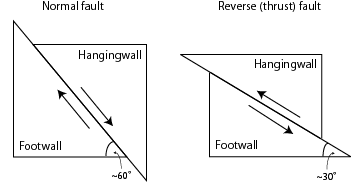 Normal fault
Hangingwall
Footwall
~60°
Reverse (thrust) fault
Hangingwall
Footwall
~30°